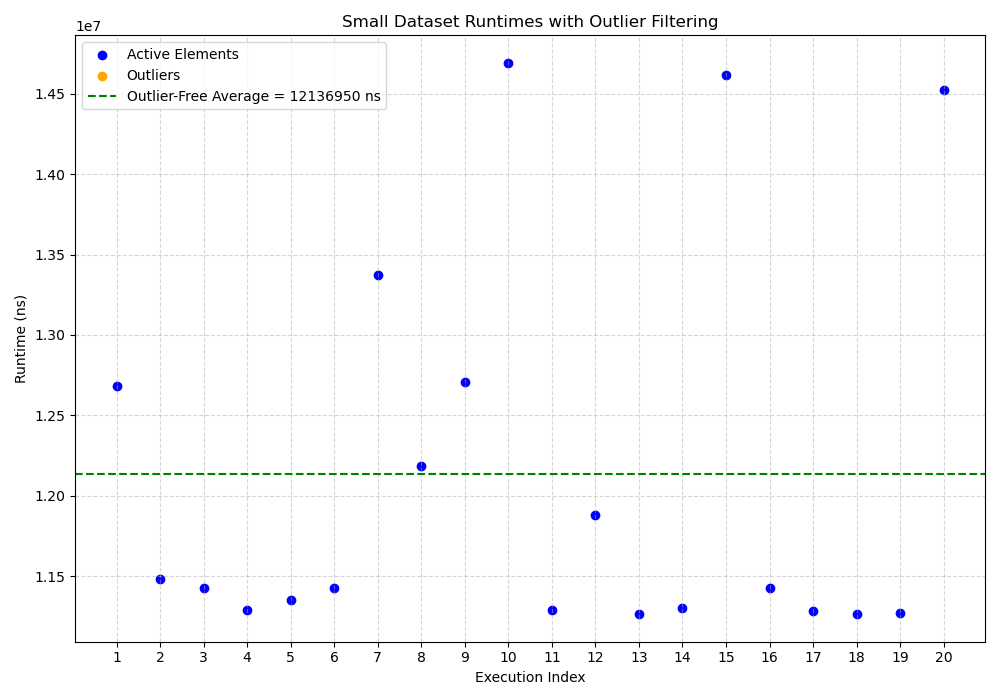 Small Dataset Runtimes with Outlier Filtering
1e7
Active Elements
Outliers
Outlier-Free Average = 12136950 ns
1.45
1.40
1.35
1.30
1.25
1.20
1.15
Runtime (ns)
1 2 3 4 5 6 7 8 9 10 11 12 13 14 15 16 17 18 19 20
Execution Index